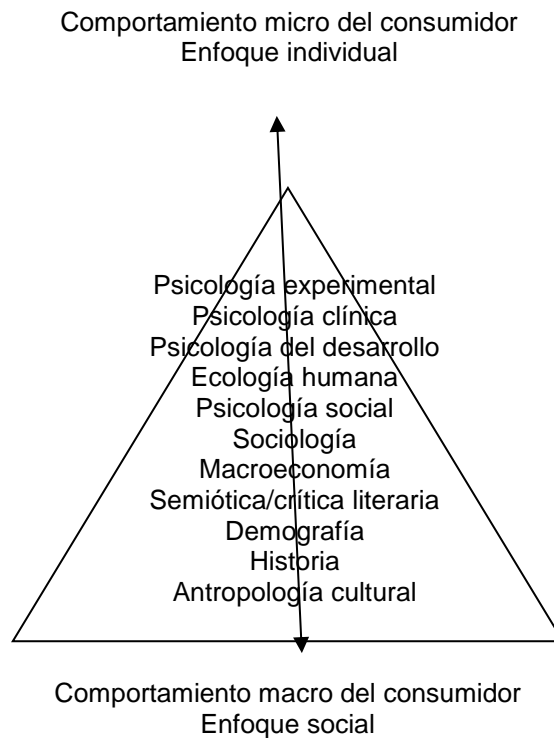 Comportamiento micro del consumidor
Enfoque individual
Psicología experimental
Psicología clínica
Psicología del desarrollo
Ecología humana
Psicología social
Sociología
Macroeconomía
Semiótica/crítica literaria
Demografía
Historia
Antropología cultural
Comportamiento macro del consumidor
Enfoque social